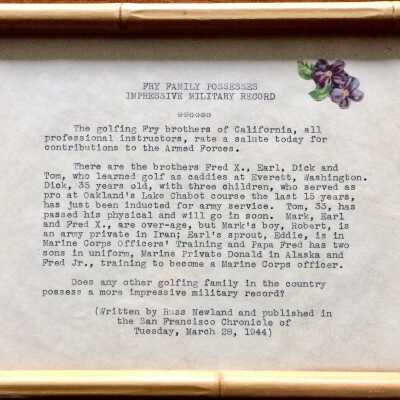 FRY FAMILY POSSESSES
IMPRESSIVE MILITARY RECORD
The golfing Fry brothers of California, all
professional instructors, rate a salute today for
contributions to the Armed Forces.
There are the brothers Fred X., Earl, Dick and
Tom, who learned golf as caddies at Everett, Washington.
Dick, 35 years old, with three children, who served as
pro at Oakland's Lake Chabot course the last 15 years,
has just been inducted for army service. Tom, 33, has
passed his physical and will go in soon. Mark, Earl
and Fred X., are over-age, but Mark's boy, Robert, is
an army private in Iran; Earl's sprout, Eddie, is in
Marine Corps Officers' Training and Papa Fred has two
sons in uniform, Marine Private Donald in Alaska and
Fred Jr., training to become a Marine Corps officer.
Does any other golfing family in the country
possess a more impressive military record?
(Written by Russ Newland and published in
the San Francisco Chronicle of
Tuesday, March 28, 1944)